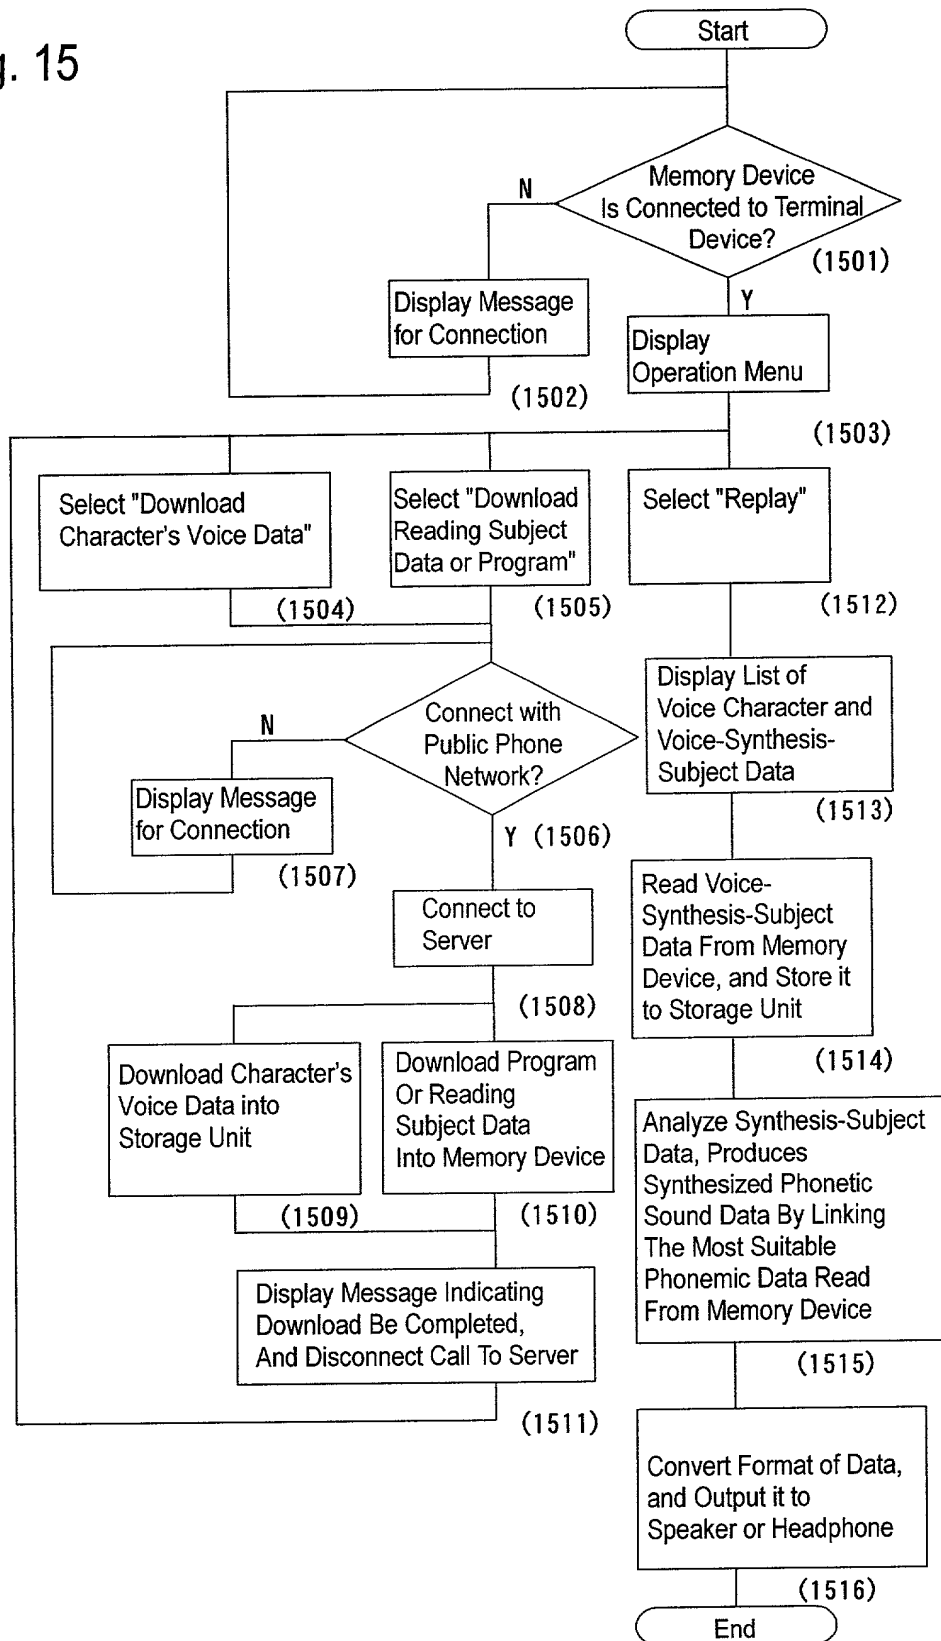 g. 15
Start
Memory Device
Is Connected to Terminal
Device?
(1501)
N
Y
Display Message
for Connection
(1502)
Display
Operation Menu
(1503)
Select "Download
Character's Voice Data"
(1504)
Select "Download
Reading Subject
Data or Program"
(1505)
Select "Replay"
(1512)
Connect with
Public Phone
Network?
N
Y (1506)
Display Message
for Connection
(1507)
Display List of
Voice Character and
Voice-Synthesis-
Subject Data
(1513)
Connect to
Server
(1508)
Read Voice-
Synthesis-Subject
Data From Memory
Device, and Store it
to Storage Unit
(1514)
Download Character's
Voice Data into
Storage Unit
(1509)
Download Program
Or Reading
Subject Data
Into Memory Device
(1510)
Analyze Synthesis-Subject
Data, Produces
Synthesized Phonetic
Sound Data By Linking
The Most Suitable
Phonemic Data Read
From Memory Device
(1515)
Display Message Indicating
Download Be Completed,
And Disconnect Call To Server
(1511)
Convert Format of Data,
and Output it to
Speaker or Headphone
(1516)
End